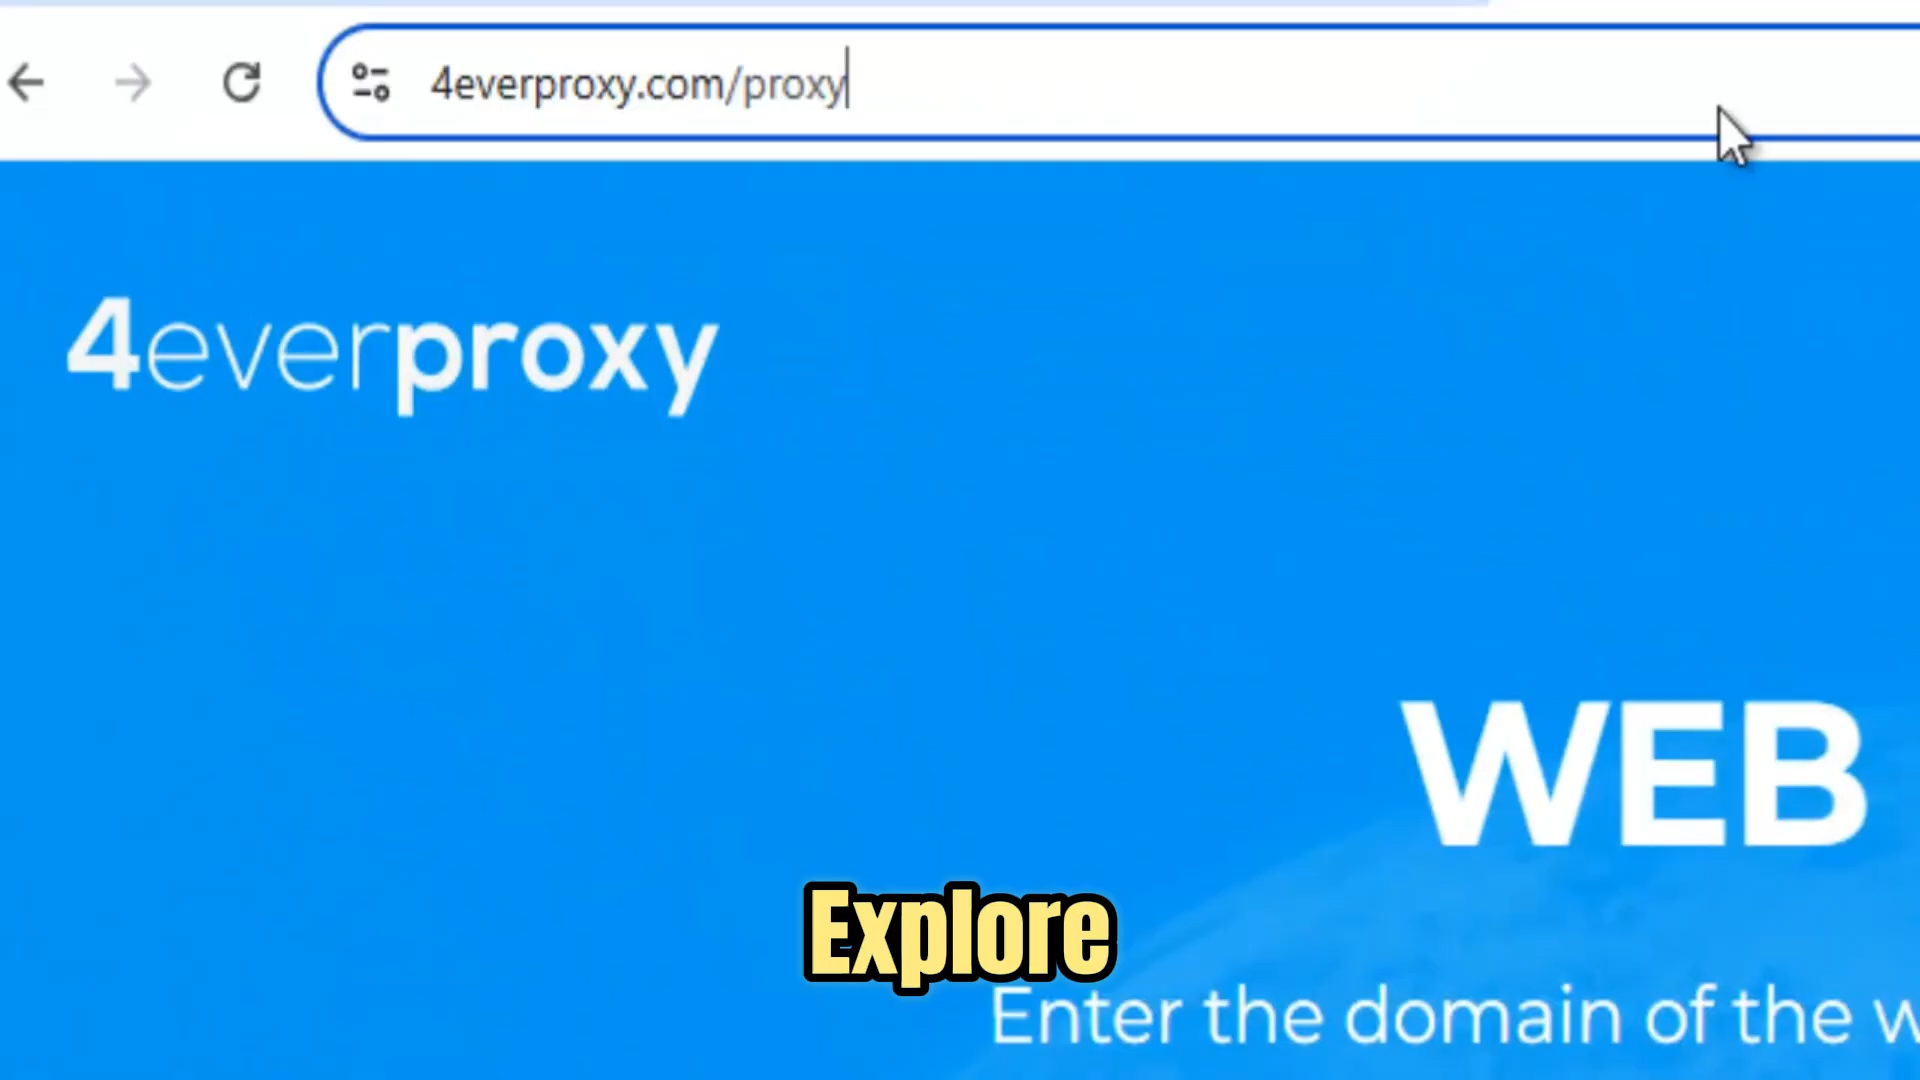 4everproxy.com/proxy
4everproxy
WEB
Explore
Enter the domain of the w